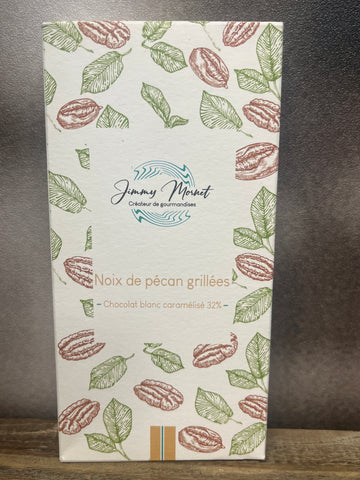 Jimmy Mornet
Créateur de gourmandises
Noix de pécan grillées
- Chocolat blanc caramélisé 32% -